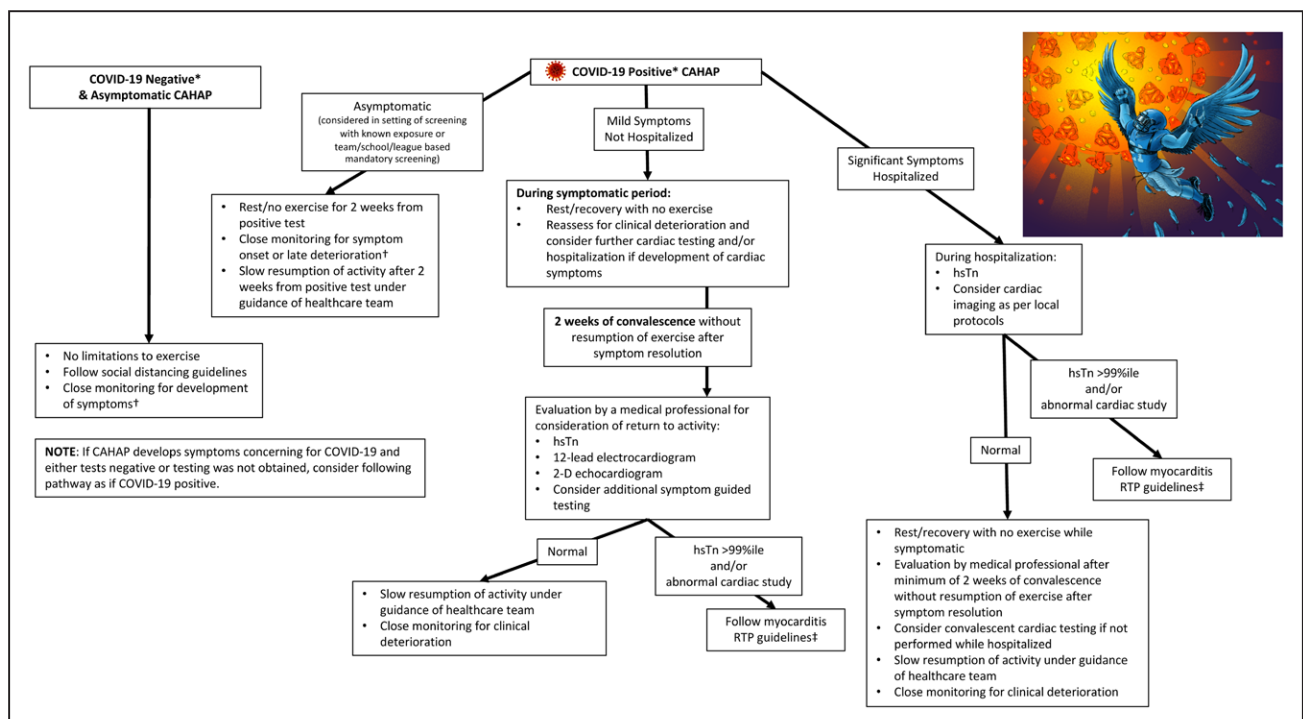 COVID-19 Negative*
& Asymptomatic CAHAP
• No limitations to exercise
• Follow social distancing guidelines
• Close monitoring for development
of symptoms†
NOTE: If CAHAP develops symptoms concerning for COVID-19 and
either tests negative or testing was not obtained, consider following
pathway as if COVID-19 positive.
COVID-19 Positive* CAHAP
Asymptomatic
(considered in setting of screening
with known exposure or
team/school/league based
mandatory screening)
• Rest/no exercise for 2 weeks from
positive test
• Close monitoring for symptom
onset or late deterioration†
• Slow resumption of activity after 2
weeks from positive test under
guidance of healthcare team
Mild Symptoms
Not Hospitalized
During symptomatic period:
• Rest/recovery with no exercise
• Reassess for clinical deterioration and
consider further cardiac testing and/or
hospitalization if development of cardiac
symptoms
2 weeks of convalescence without
resumption of exercise after
symptom resolution
Evaluation by a medical professional for
consideration of return to activity:
• hsTn
• 12-lead electrocardiogram
• 2-D echocardiogram
• Consider additional symptom guided
testing
Normal
• Slow resumption of activity under
guidance of healthcare team
• Close monitoring for clinical
deterioration
hsTn >99%ile
and/or
abnormal cardiac study
Follow myocarditis
RTP guidelines‡
Significant Symptoms
Hospitalized
During hospitalization:
• hsTn
• Consider cardiac
imaging as per local
protocols
Normal
• Rest/recovery with no exercise while
symptomatic
• Evaluation by medical professional after
minimum of 2 weeks of convalescence
without resumption of exercise after
symptom resolution
• Consider convalescent cardiac testing if not
performed while hospitalized
• Slow resumption of activity under guidance
of healthcare team
• Close monitoring for clinical deterioration
hsTn >99%ile
and/or
abnormal cardiac study
Follow myocarditis
RTP guidelines‡